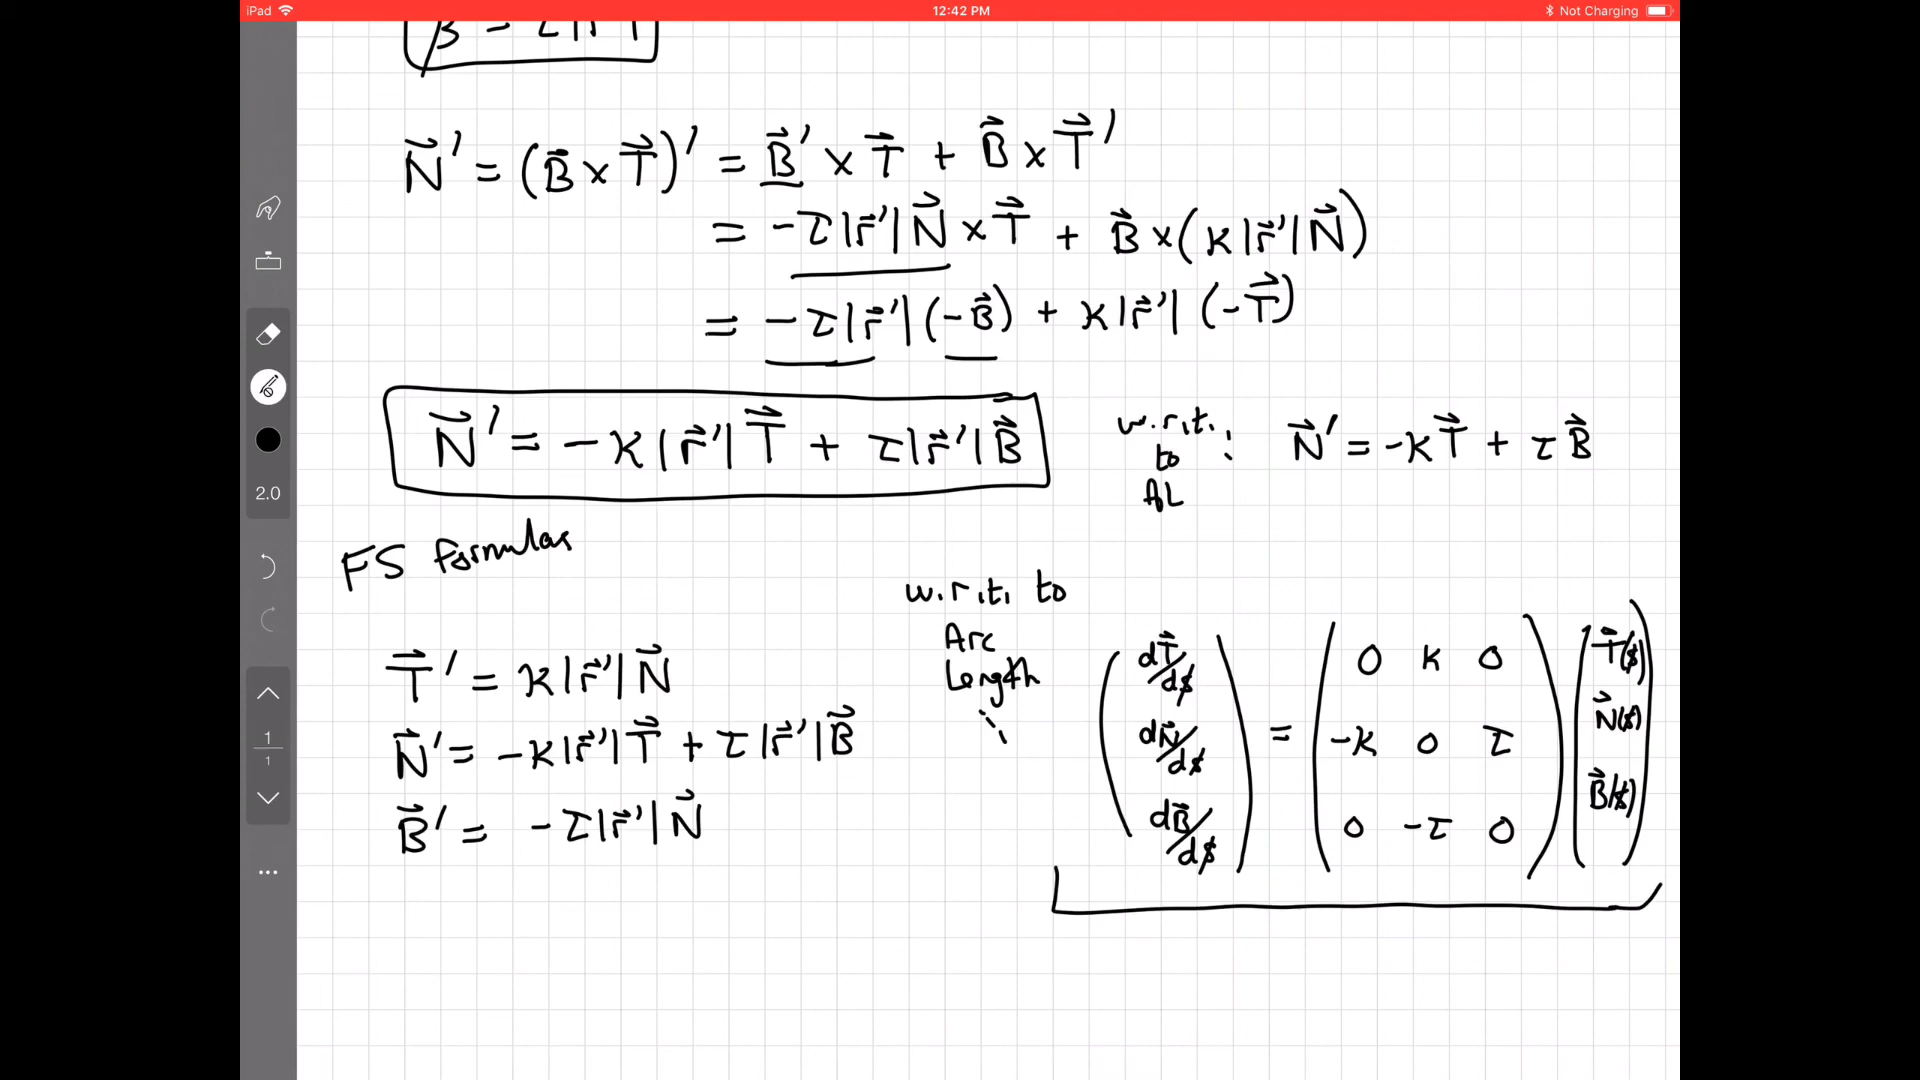 iPad 12:42 PM Not Charging
N⃗' = (B⃗ × T⃗)' = B⃗' × T⃗ + B⃗ × T⃗'
= -τ|r⃗'|N⃗ × T⃗ + B⃗ × (κ|r⃗'|N⃗)
= -τ|r⃗'|(-B⃗) + κ|r⃗'|(-T⃗)
N⃗' = -κ|r⃗'|T⃗ + τ|r⃗'|B⃗
w.r.t. to AL : N⃗' = -κT⃗ + τB⃗
2.0
FS formulas
w.r.t. to
Arc
Length
T⃗' = κ|r⃗'|N⃗
N⃗' = -κ|r⃗'|T⃗ + τ|r⃗'|B⃗
B⃗' = -τ|r⃗'|N⃗
(dT⃗/ds) (0 κ 0) (T⃗(s))
(dN⃗/ds) = (-κ 0 τ) (N⃗(s))
(dB⃗/ds) (0 -τ 0) (B⃗(s))
1
1